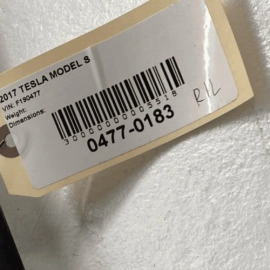 2017 TESLA MODEL S
VIN: F190477
Weight:
Dimensions:
3000000005518
0477-0183
R/L